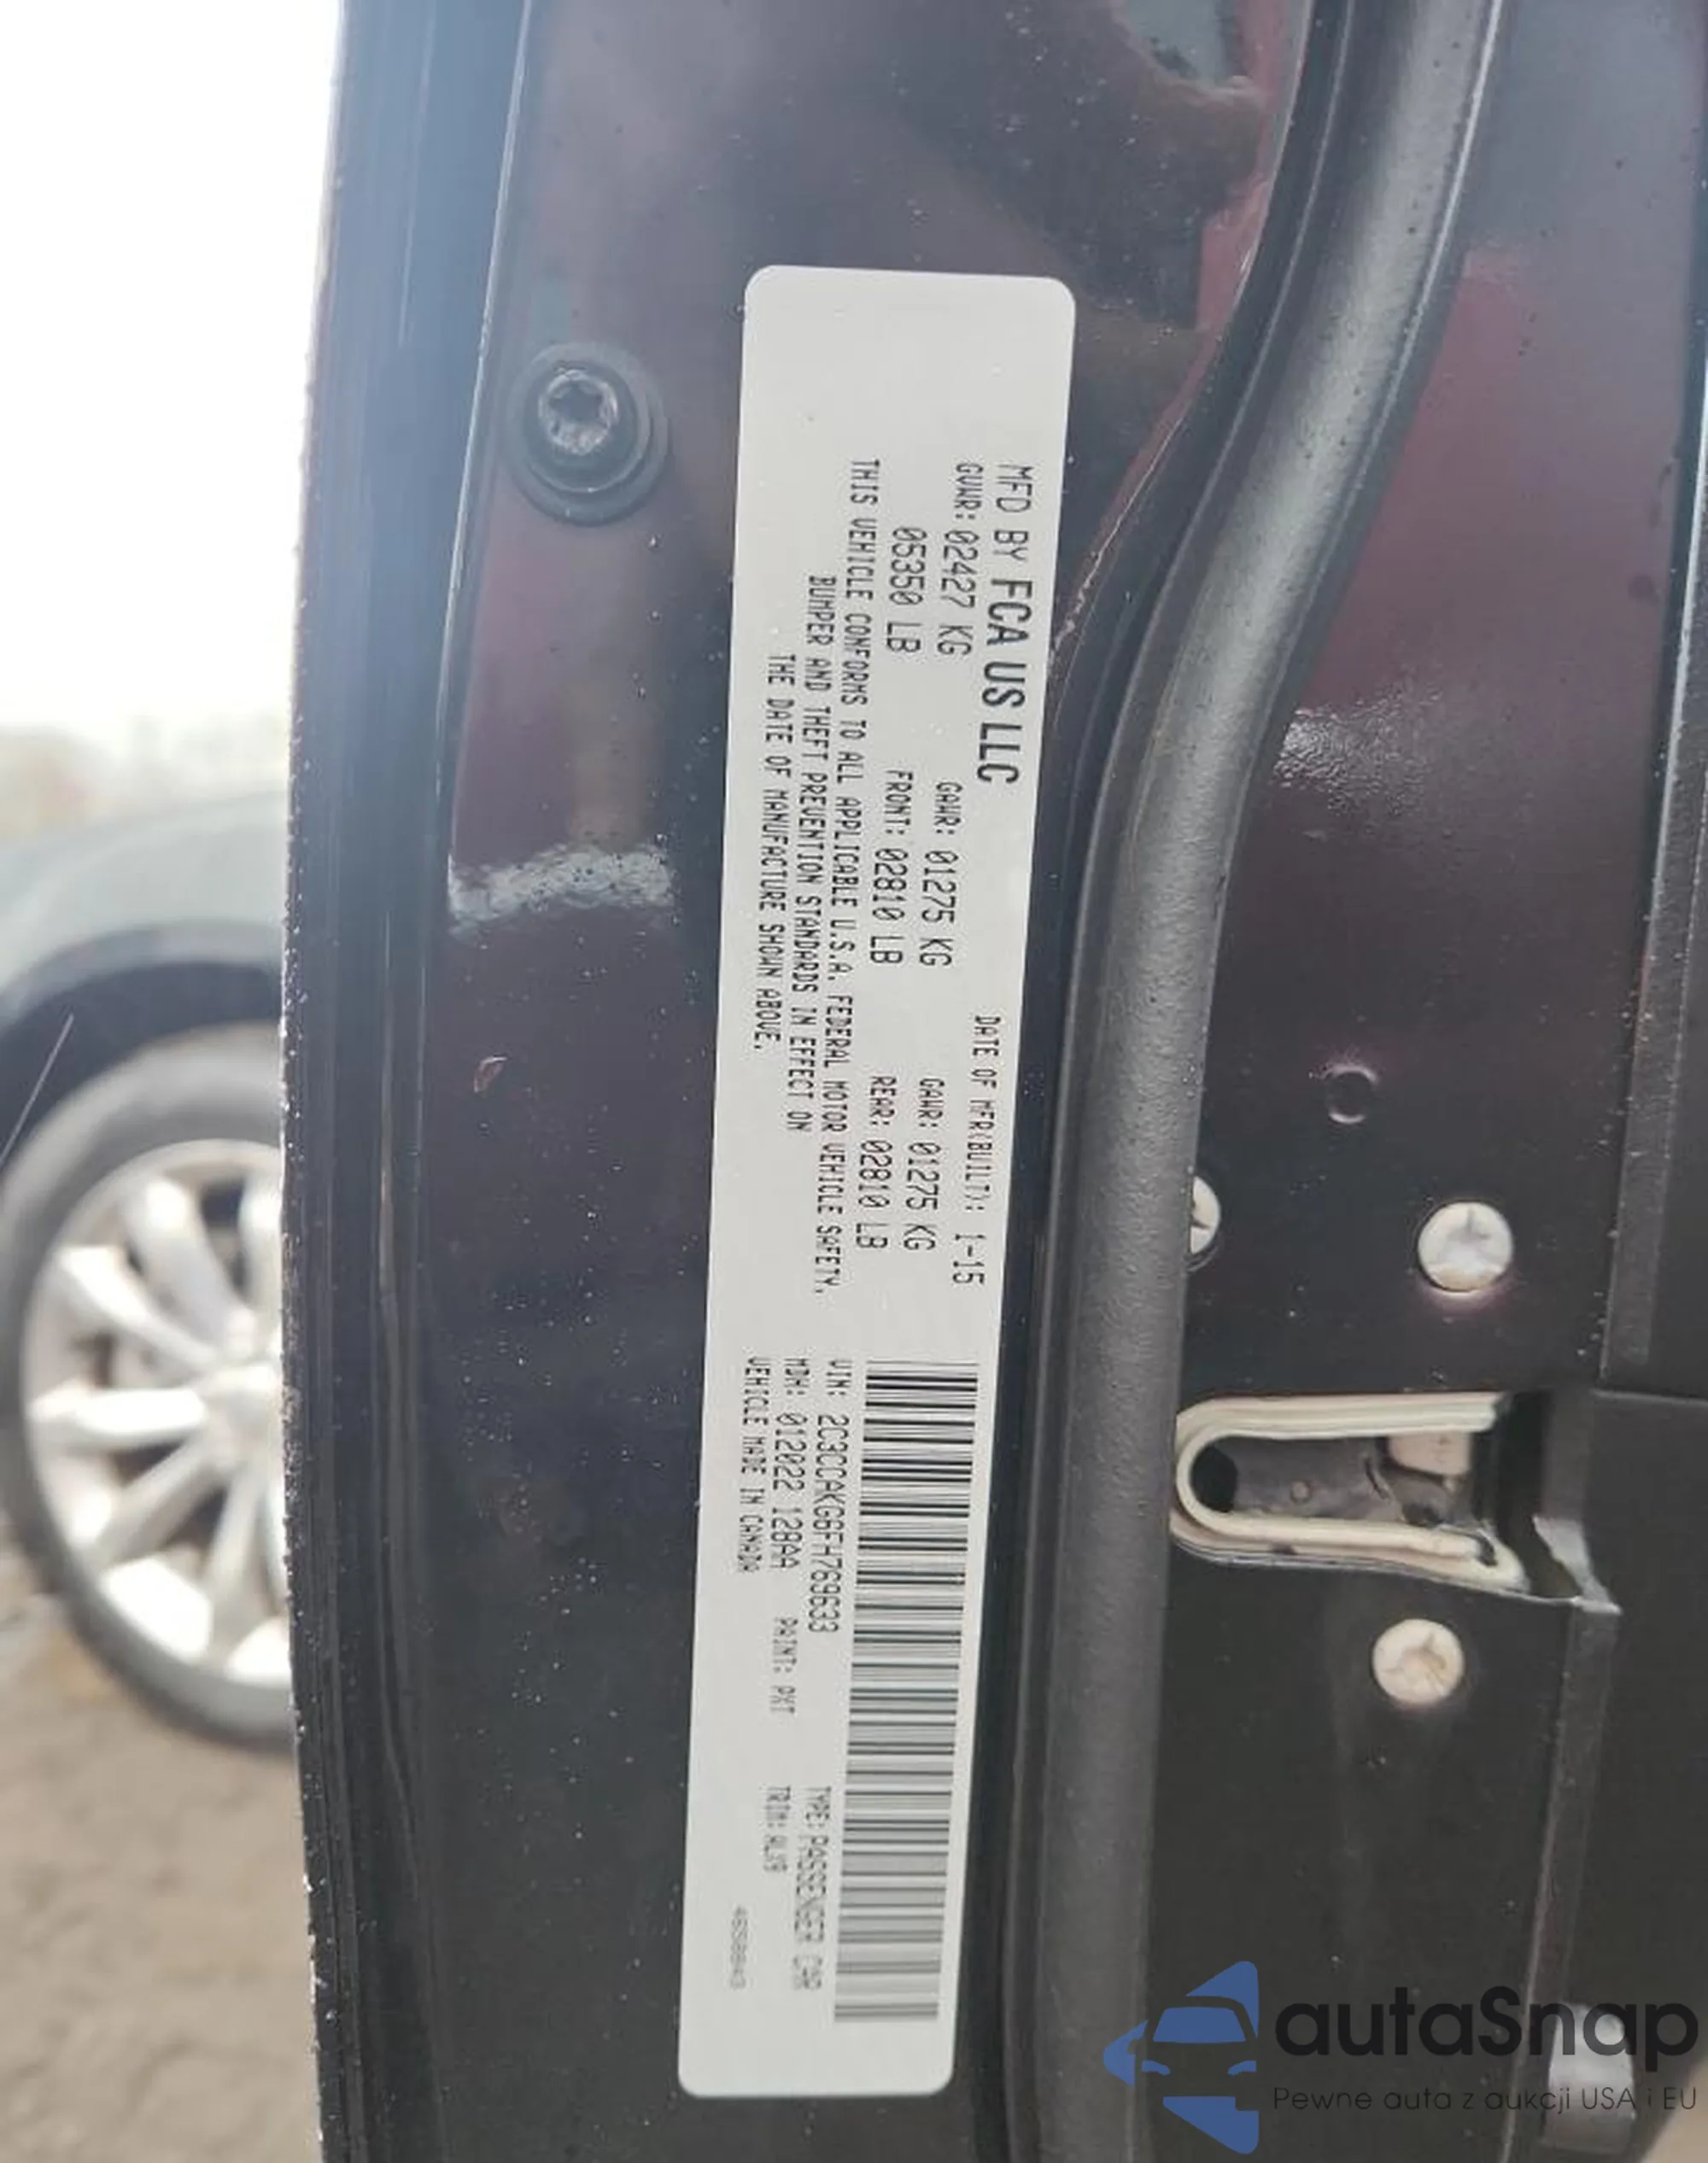 MFD BY FCA US LLC
DATE OF MFR(BUILT): 1-15
GVWR: 02427 KG GAWR: 01275 KG GAWR: 01275 KG
05350 LB FRONT: 02810 LB REAR: 02810 LB
THIS VEHICLE CONFORMS TO ALL APPLICABLE U.S.A. FEDERAL MOTOR VEHICLE SAFETY,
BUMPER AND THEFT PREVENTION STANDARDS IN EFFECT ON
THE DATE OF MANUFACTURE SHOWN ABOVE.
VIN: 2C3CCAKG6FH769633 TYPE: PASSENGER CAR
MDH: 012022 128AA PAINT: PXT TRIM:
VEHICLE MADE IN CANADA
autaSnap
Pewne auta z aukcji USA i EU